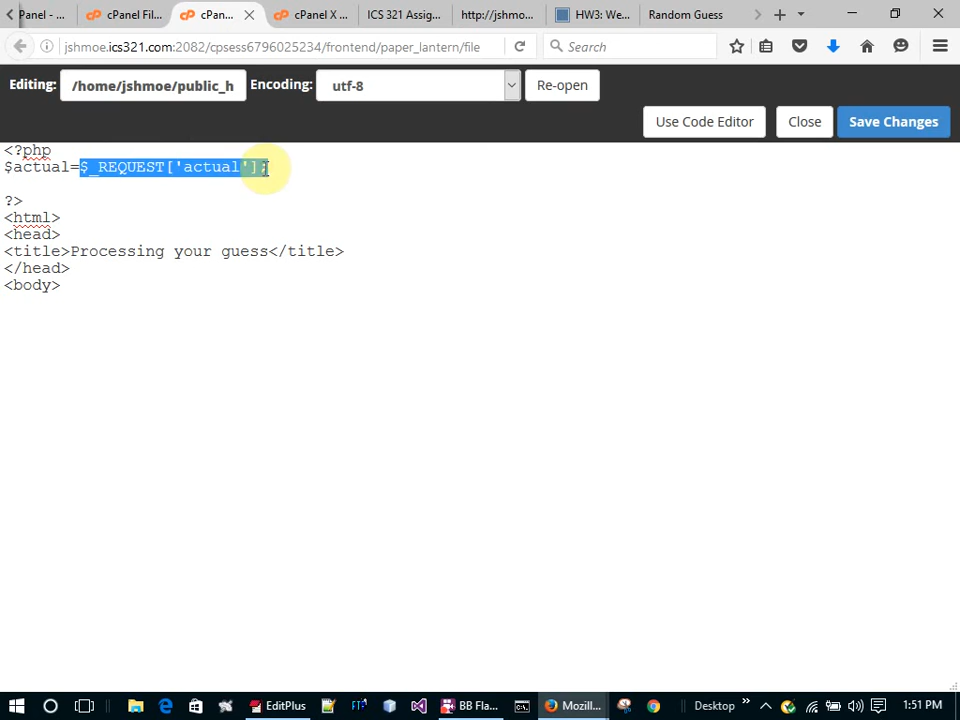 Panel - ...
cPanel Fil...
cPan...
cPanel X ...
ICS 321 Assig...
http://jshmo...
HW3: We...
Random Guess
jshmoe.ics321.com:2082/cpsess6796025234/frontend/paper_lantern/file
Search
Editing:
/home/jshmoe/public_h
Encoding:
utf-8
Re-open
Use Code Editor
Close
Save Changes
<?php
$actual=$_REQUEST['actual'];
?>
<html>
<head>
<title>Processing your guess</title>
</head>
<body>
EditPlus
BB Fla...
Mozill...
Desktop
1:51 PM